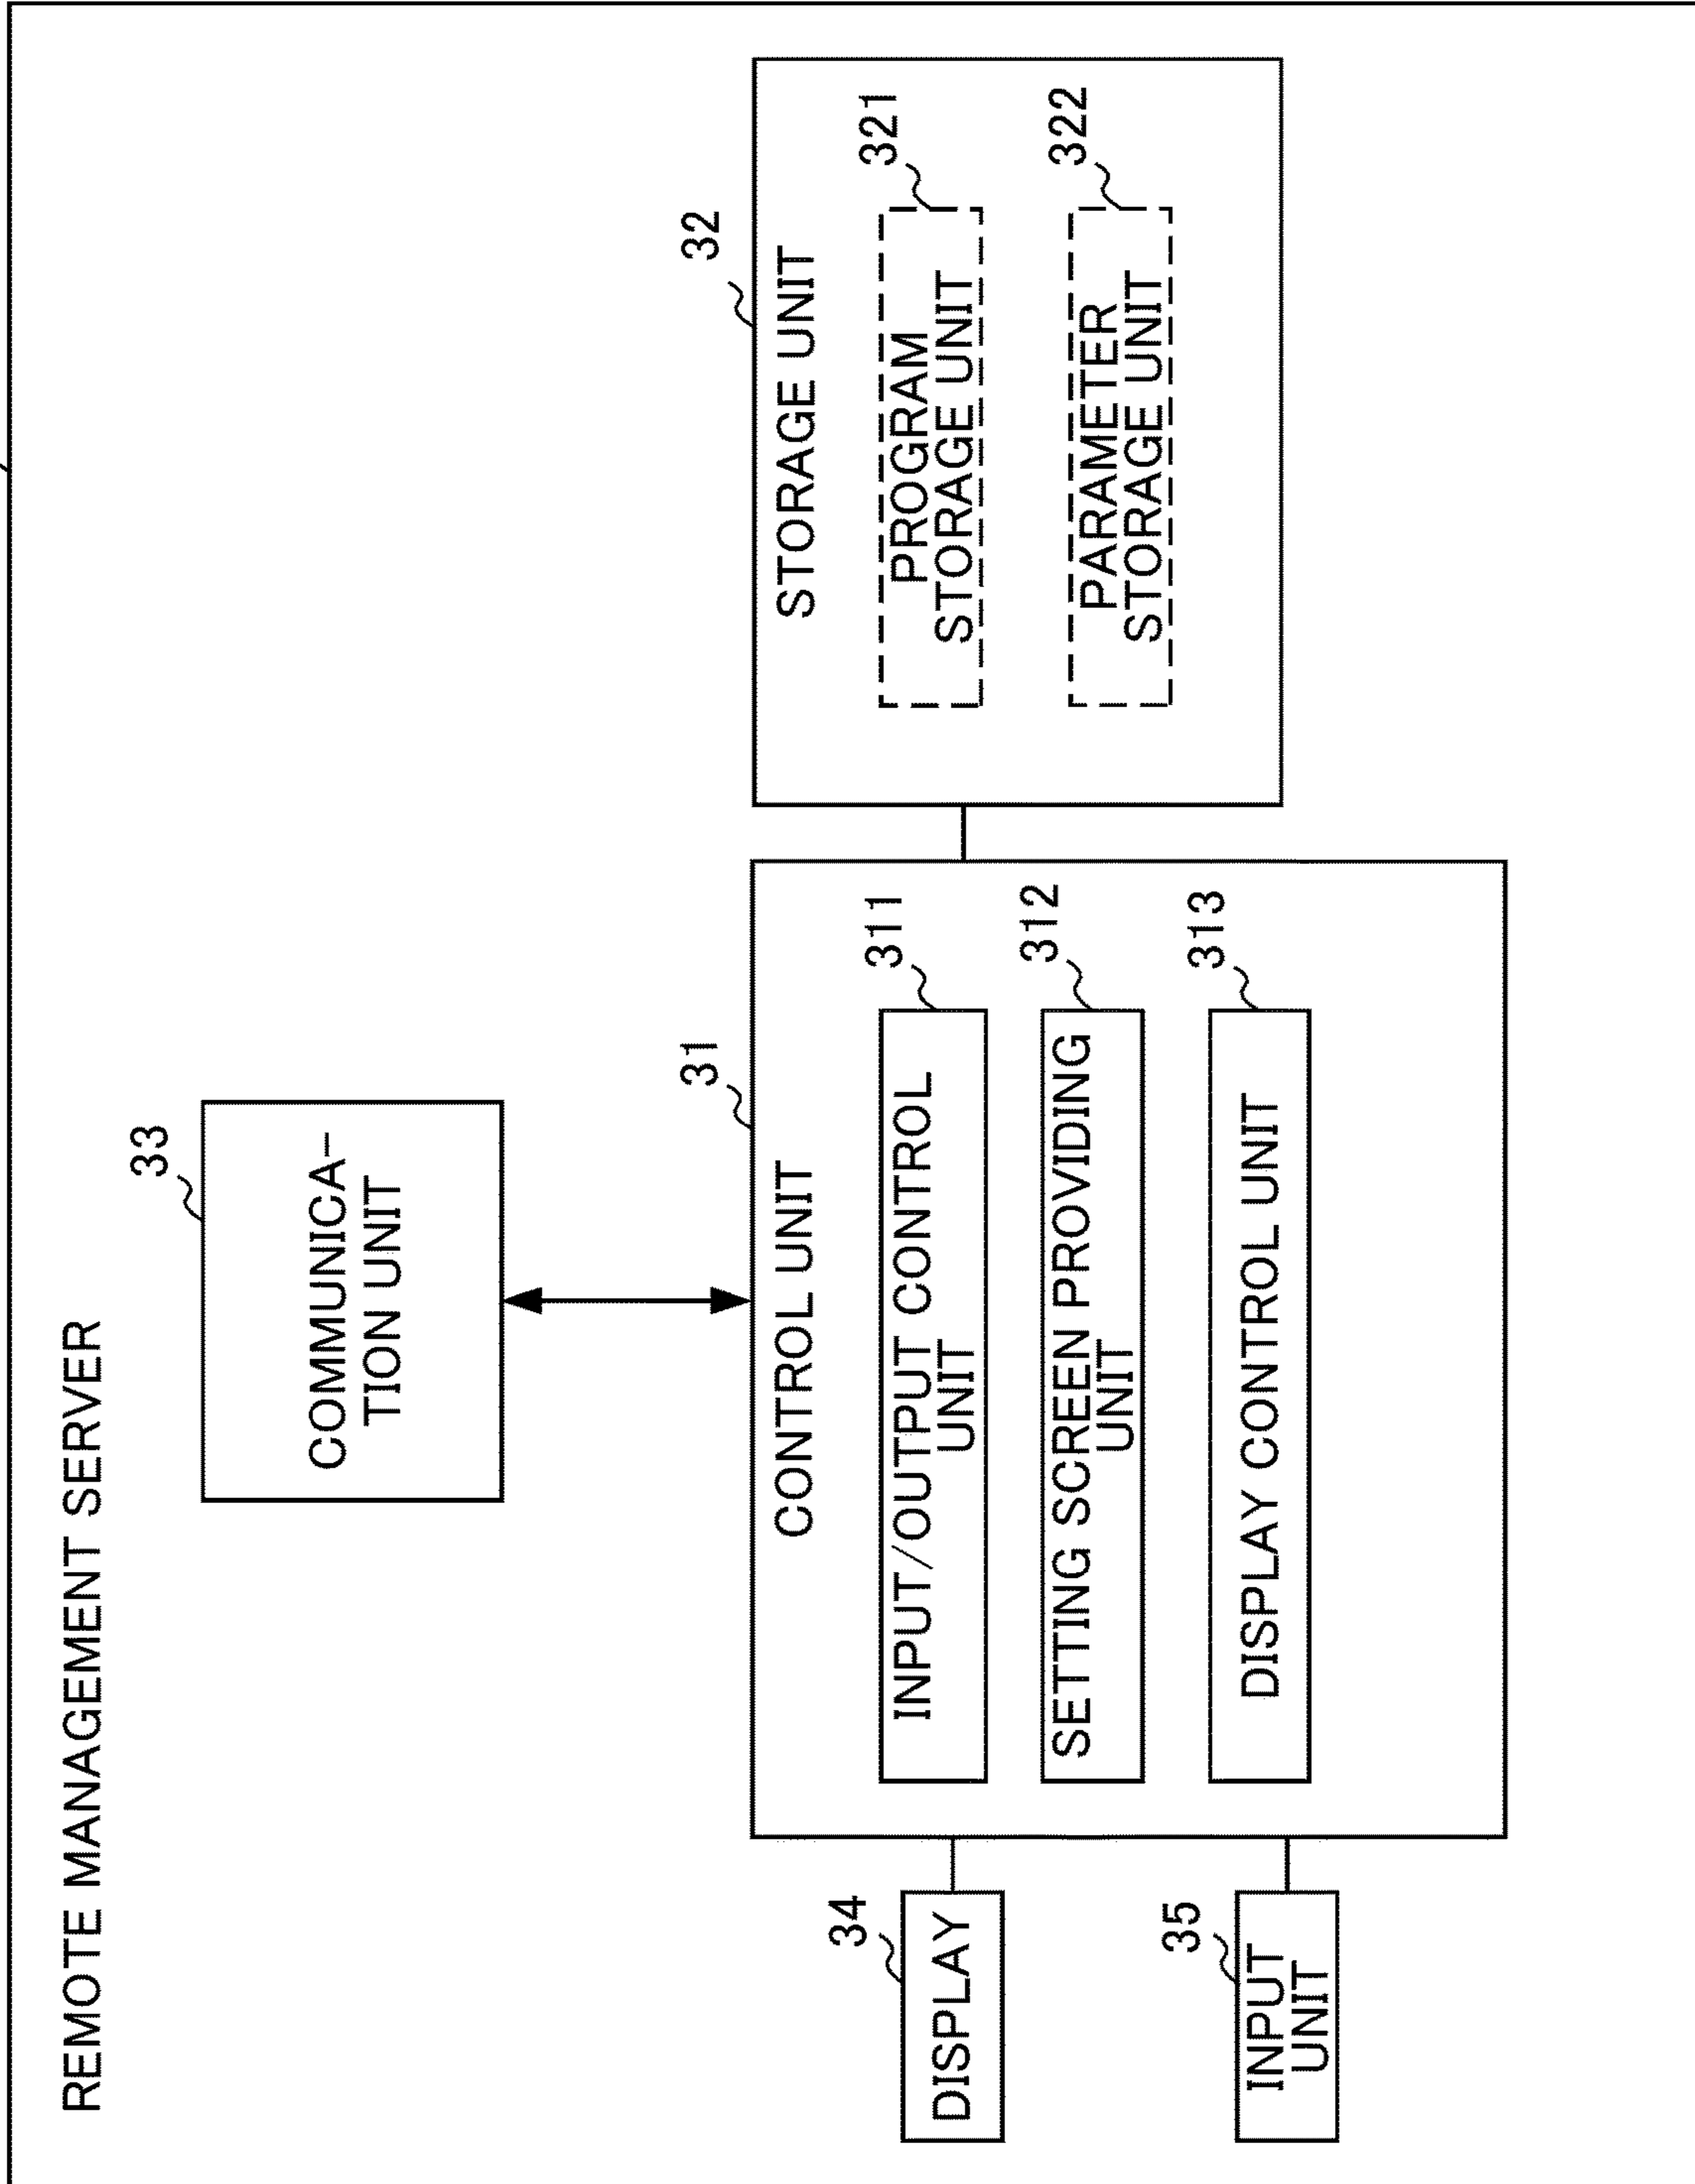 REMOTE MANAGEMENT SERVER
33
COMMUNICA-
TION UNIT
31
CONTROL UNIT
311
INPUT/OUTPUT CONTROL
UNIT
312
SETTING SCREEN PROVIDING
UNIT
313
DISPLAY CONTROL UNIT
32
STORAGE UNIT
321
PROGRAM
STORAGE UNIT
322
PARAMETER
STORAGE UNIT
34
DISPLAY
35
INPUT
UNIT